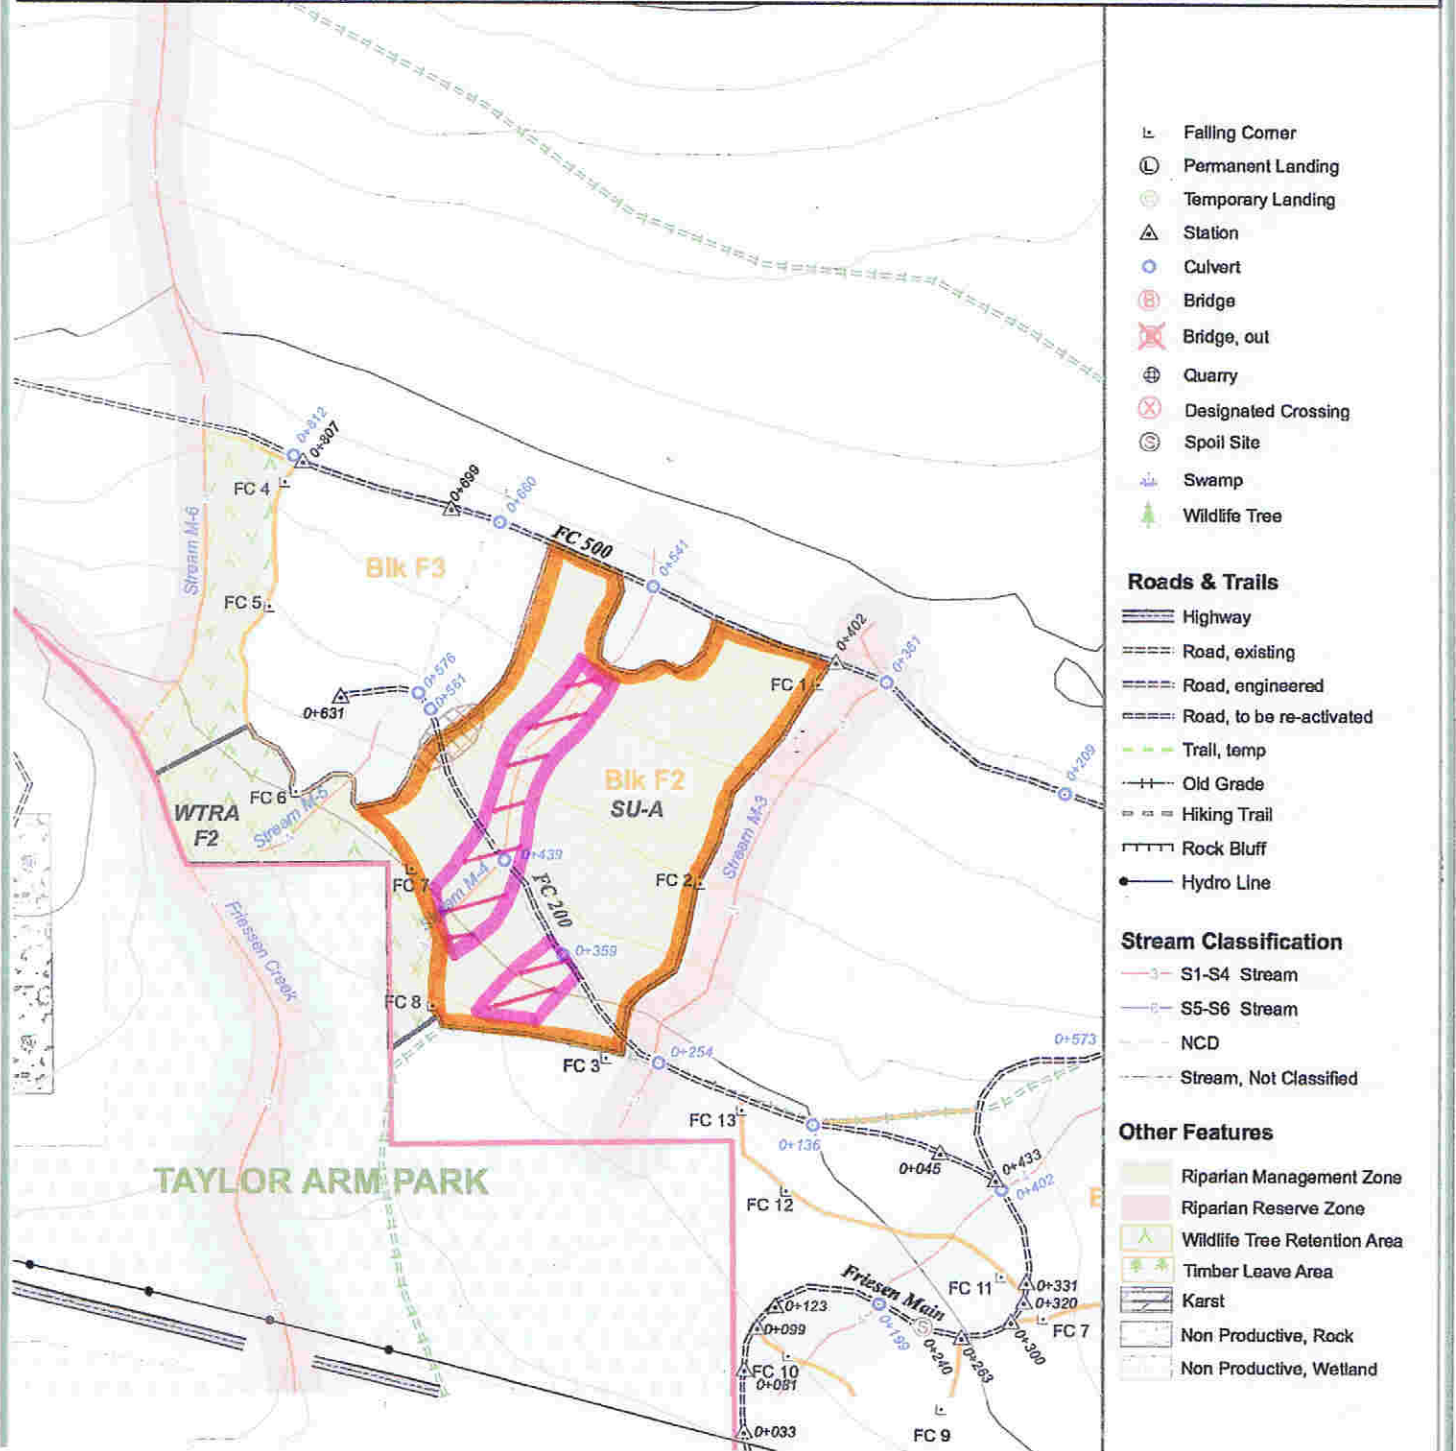 0+812
0+807
0+699
0+660
FC 4
FC 500
0+541
Stream M-6
Blk F3
FC 5
0+402
0+381
0+576
0+561
FC 1
0+631
0+209
Blk F2
SU-A
FC 6
WTRA
F2
Stream M-5
Stream M-3
0+439
FC 7
FC 2
FC 200
0+359
Friessen Creek
FC 8
FC 3
0+254
0+573
FC 13
0+136
0+045
0+433
0+402
TAYLOR ARM PARK
FC 12
FC 11
0+331
0+320
Friesen Main
0+123
0+099
0+199
0+240
0+263
0+300
FC 7
FC 10
0+081
FC 9
0+033
Falling Corner
Permanent Landing
Temporary Landing
Station
Culvert
Bridge
Bridge, out
Quarry
Designated Crossing
Spoil Site
Swamp
Wildlife Tree
Roads & Trails
Highway
Road, existing
Road, engineered
Road, to be re-activated
Trail, temp
Old Grade
Hiking Trail
Rock Bluff
Hydro Line
Stream Classification
S1-S4 Stream
S5-S6 Stream
NCD
Stream, Not Classified
Other Features
Riparian Management Zone
Riparian Reserve Zone
Wildlife Tree Retention Area
Timber Leave Area
Karst
Non Productive, Rock
Non Productive, Wetland